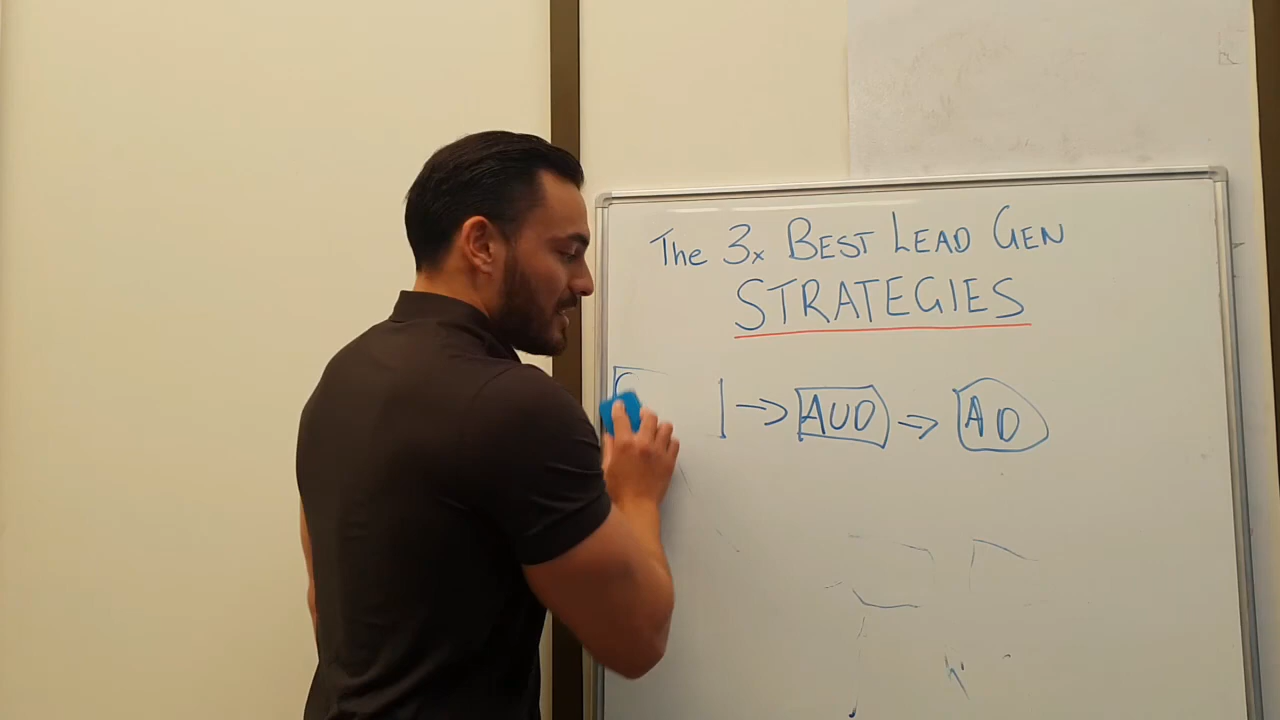 The 3x BEST LEAD GEN
STRATEGIES
→ AUD → AD